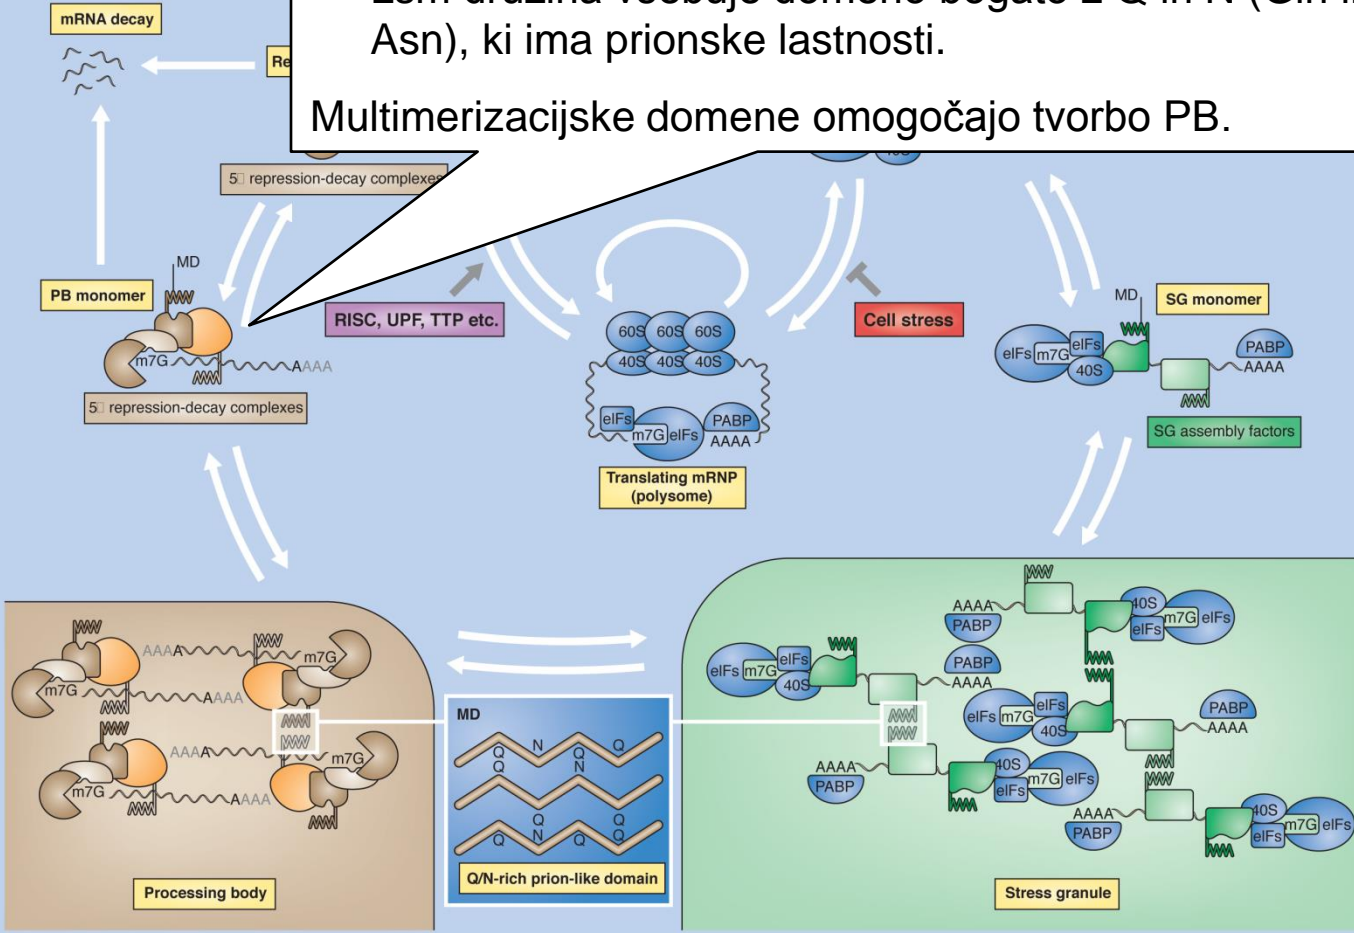 Asn), ki ima prionske lastnosti.
Multimerizacijske domene omogočajo tvorbo PB.
mRNA decay
Re
5▯ repression-decay complexes
MD
PB monomer
m7G
AAAA
5▯ repression-decay complexes
RISC, UPF, TTP etc.
Cell stress
60S 60S 60S
40S 40S 40S
eIFs
m7G
eIFs
PABP
AAAA
Translating mRNP
(polysome)
MD
SG monomer
eIFs
m7G
eIFs
40S
PABP
AAAA
SG assembly factors
AAAA
m7G
m7G
AAAA
AAAA
m7G
m7G
AAAA
Processing body
MD
N
Q
Q
Q
Q
N
Q
Q
Q
N
Q
Q
Q
Q/N-rich prion-like domain
AAAA
PABP
40S
eIFs
m7G
eIFs
eIFs
m7G
eIFs
40S
PABP
AAAA
eIFs
m7G
eIFs
40S
PABP
AAAA
AAAA
PABP
40S
eIFs
m7G
eIFs
AAAA
PABP
40S
eIFs
m7G
eIFs
Stress granule